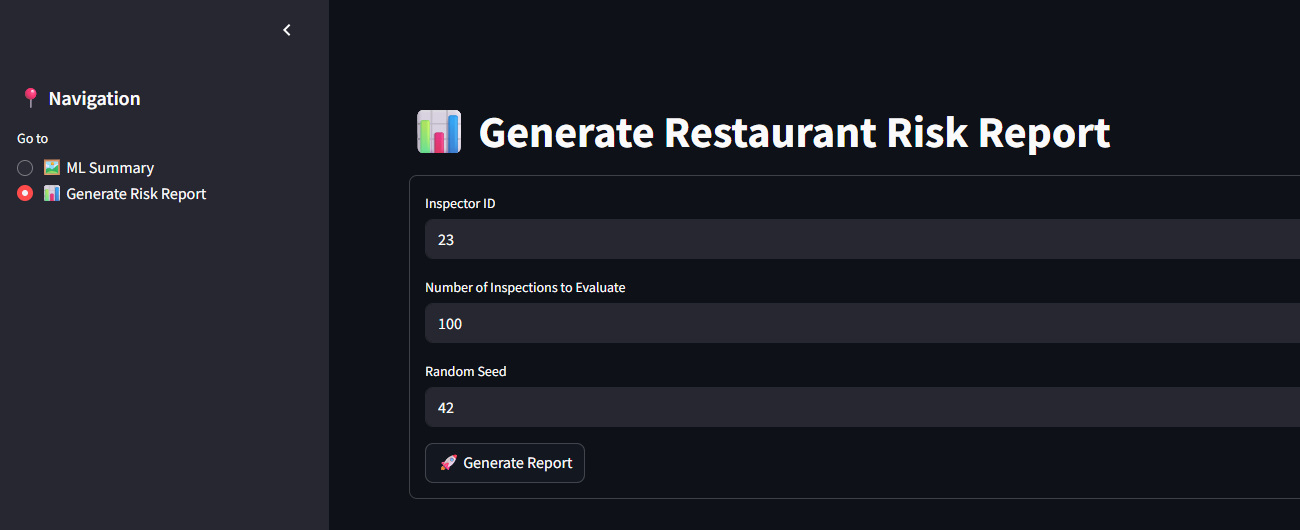 Navigation
Go to
ML Summary
Generate Risk Report
Generate Restaurant Risk Report
Inspector ID
23
Number of Inspections to Evaluate
100
Random Seed
42
Generate Report